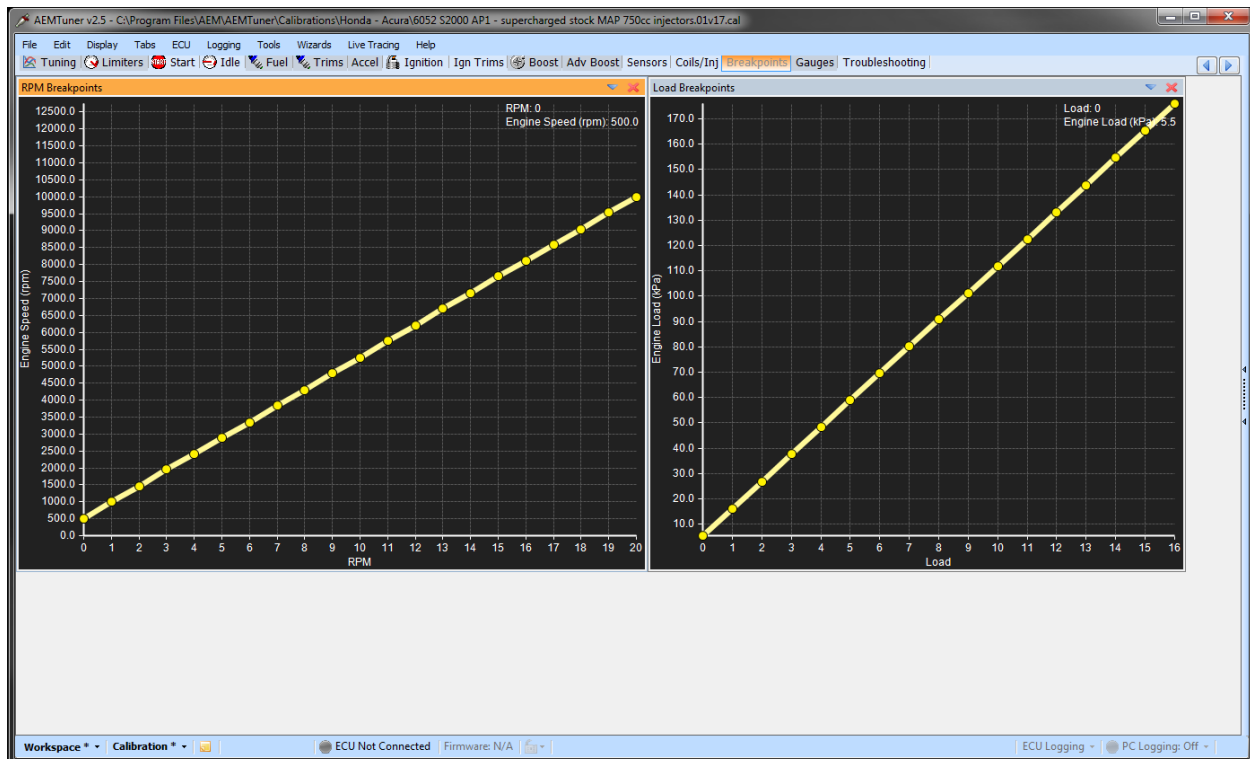 AEMTuner v2.5 - C:\Program Files\AEM\AEMTuner\Calibrations\Honda - Acura\6052 S2000 AP1 - supercharged stock MAP 750cc injectors.01v17.cal
File Edit Display Tabs ECU Logging Tools Wizards Live Tracing Help
Tuning Limiters START Start Idle Fuel Trims Accel Ignition Ign Trims Boost Adv Boost Sensors Coils/Inj Breakpoints Gauges Troubleshooting
RPM Breakpoints
RPM: 0
Engine Speed (rpm): 500.0
12500.0
12000.0
11500.0
11000.0
10500.0
10000.0
9500.0
9000.0
8500.0
8000.0
7500.0
7000.0
6500.0
6000.0
5500.0
5000.0
4500.0
4000.0
3500.0
3000.0
2500.0
2000.0
1500.0
1000.0
500.0
0.0
Engine Speed (rpm)
0 1 2 3 4 5 6 7 8 9 10 11 12 13 14 15 16 17 18 19 20
RPM
Load Breakpoints
Load: 0
Engine Load (kPa): 5.5
170.0
160.0
150.0
140.0
130.0
120.0
110.0
100.0
90.0
80.0
70.0
60.0
50.0
40.0
30.0
20.0
10.0
Engine Load (kPa)
0 1 2 3 4 5 6 7 8 9 10 11 12 13 14 15 16
Load
Workspace * Calibration * ECU Not Connected Firmware: N/A ECU Logging PC Logging: Off